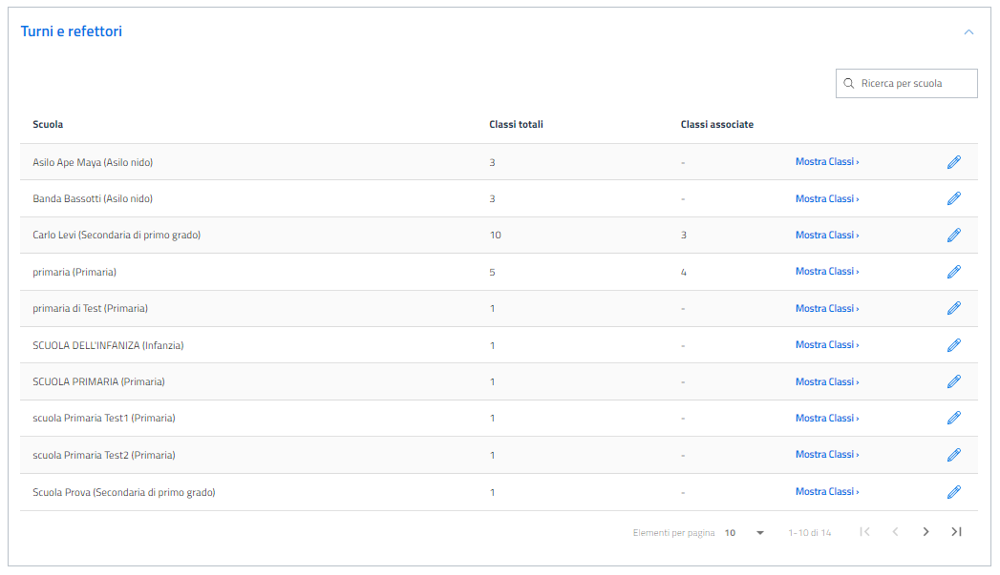 Turni e refettori
Ricerca per scuola
Scuola Classi totali Classi associate
Asilo Ape Maya (Asilo nido) 3 - Mostra Classi ›
Banda Bassotti (Asilo nido) 3 - Mostra Classi ›
Carlo Levi (Secondaria di primo grado) 10 3 Mostra Classi ›
primaria (Primaria) 5 4 Mostra Classi ›
primaria di Test (Primaria) 1 - Mostra Classi ›
SCUOLA DELL'INFANIZA (Infanzia) 1 - Mostra Classi ›
SCUOLA PRIMARIA (Primaria) 1 - Mostra Classi ›
scuola Primaria Test1 (Primaria) 1 - Mostra Classi ›
scuola Primaria Test2 (Primaria) 1 - Mostra Classi ›
Scuola Prova (Secondaria di primo grado) 1 - Mostra Classi ›
Elementi per pagina 10 1-10 di 14